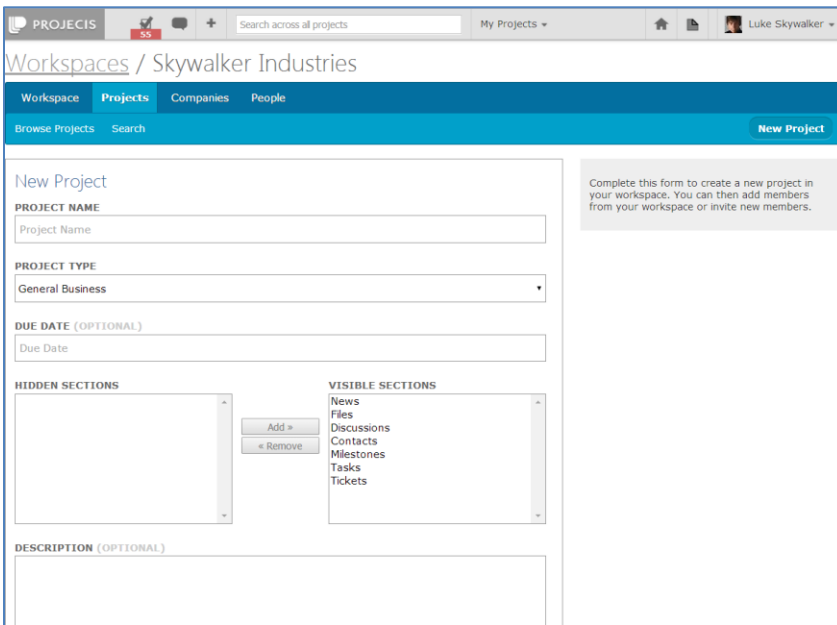 PROJECIS
55
+
Search across all projects
My Projects
Luke Skywalker
Workspaces / Skywalker Industries
Workspace Projects Companies People
Browse Projects Search
New Project
New Project
PROJECT NAME
Project Name
PROJECT TYPE
General Business
DUE DATE (OPTIONAL)
Due Date
HIDDEN SECTIONS
Add »
« Remove
VISIBLE SECTIONS
News
Files
Discussions
Contacts
Milestones
Tasks
Tickets
DESCRIPTION (OPTIONAL)
Complete this form to create a new project in
your workspace. You can then add members
from your workspace or invite new members.